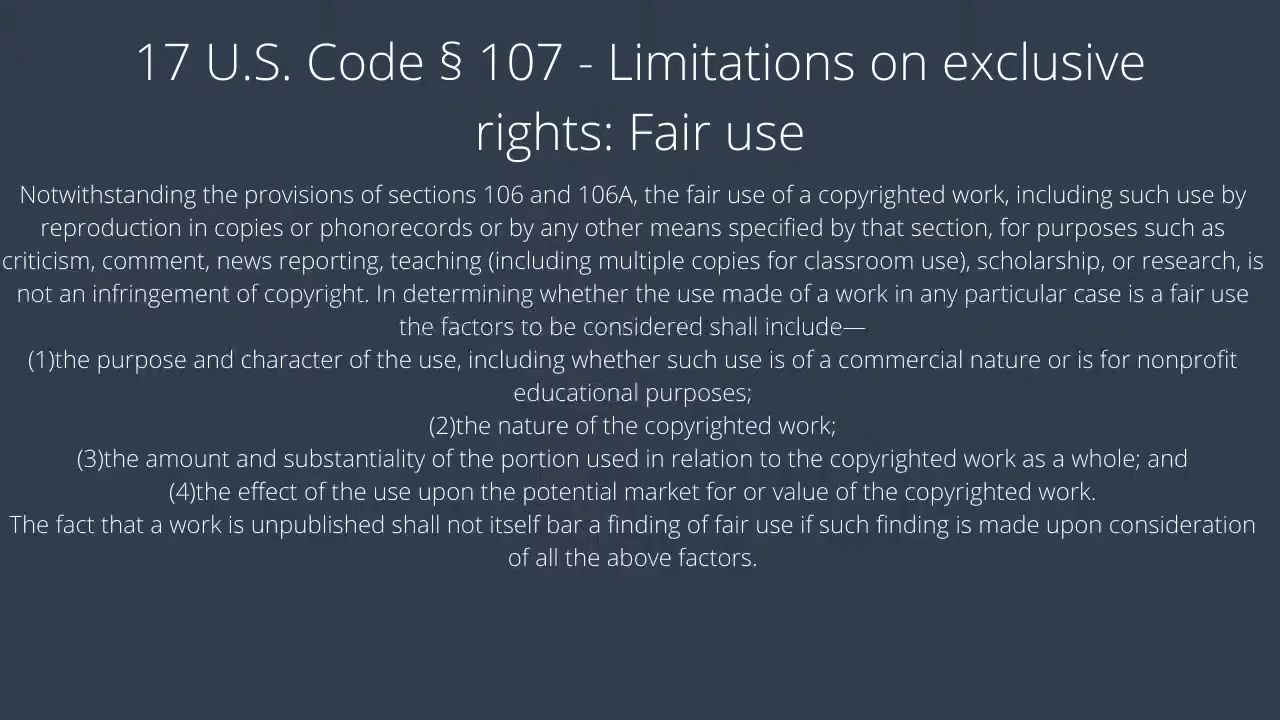 17 U.S. Code § 107 - Limitations on exclusive
rights: Fair use
Notwithstanding the provisions of sections 106 and 106A, the fair use of a copyrighted work, including such use by
reproduction in copies or phonorecords or by any other means specified by that section, for purposes such as
criticism, comment, news reporting, teaching (including multiple copies for classroom use), scholarship, or research, is
not an infringement of copyright. In determining whether the use made of a work in any particular case is a fair use
the factors to be considered shall include—
(1)the purpose and character of the use, including whether such use is of a commercial nature or is for nonprofit
educational purposes;
(2)the nature of the copyrighted work;
(3)the amount and substantiality of the portion used in relation to the copyrighted work as a whole; and
(4)the effect of the use upon the potential market for or value of the copyrighted work.
The fact that a work is unpublished shall not itself bar a finding of fair use if such finding is made upon consideration
of all the above factors.